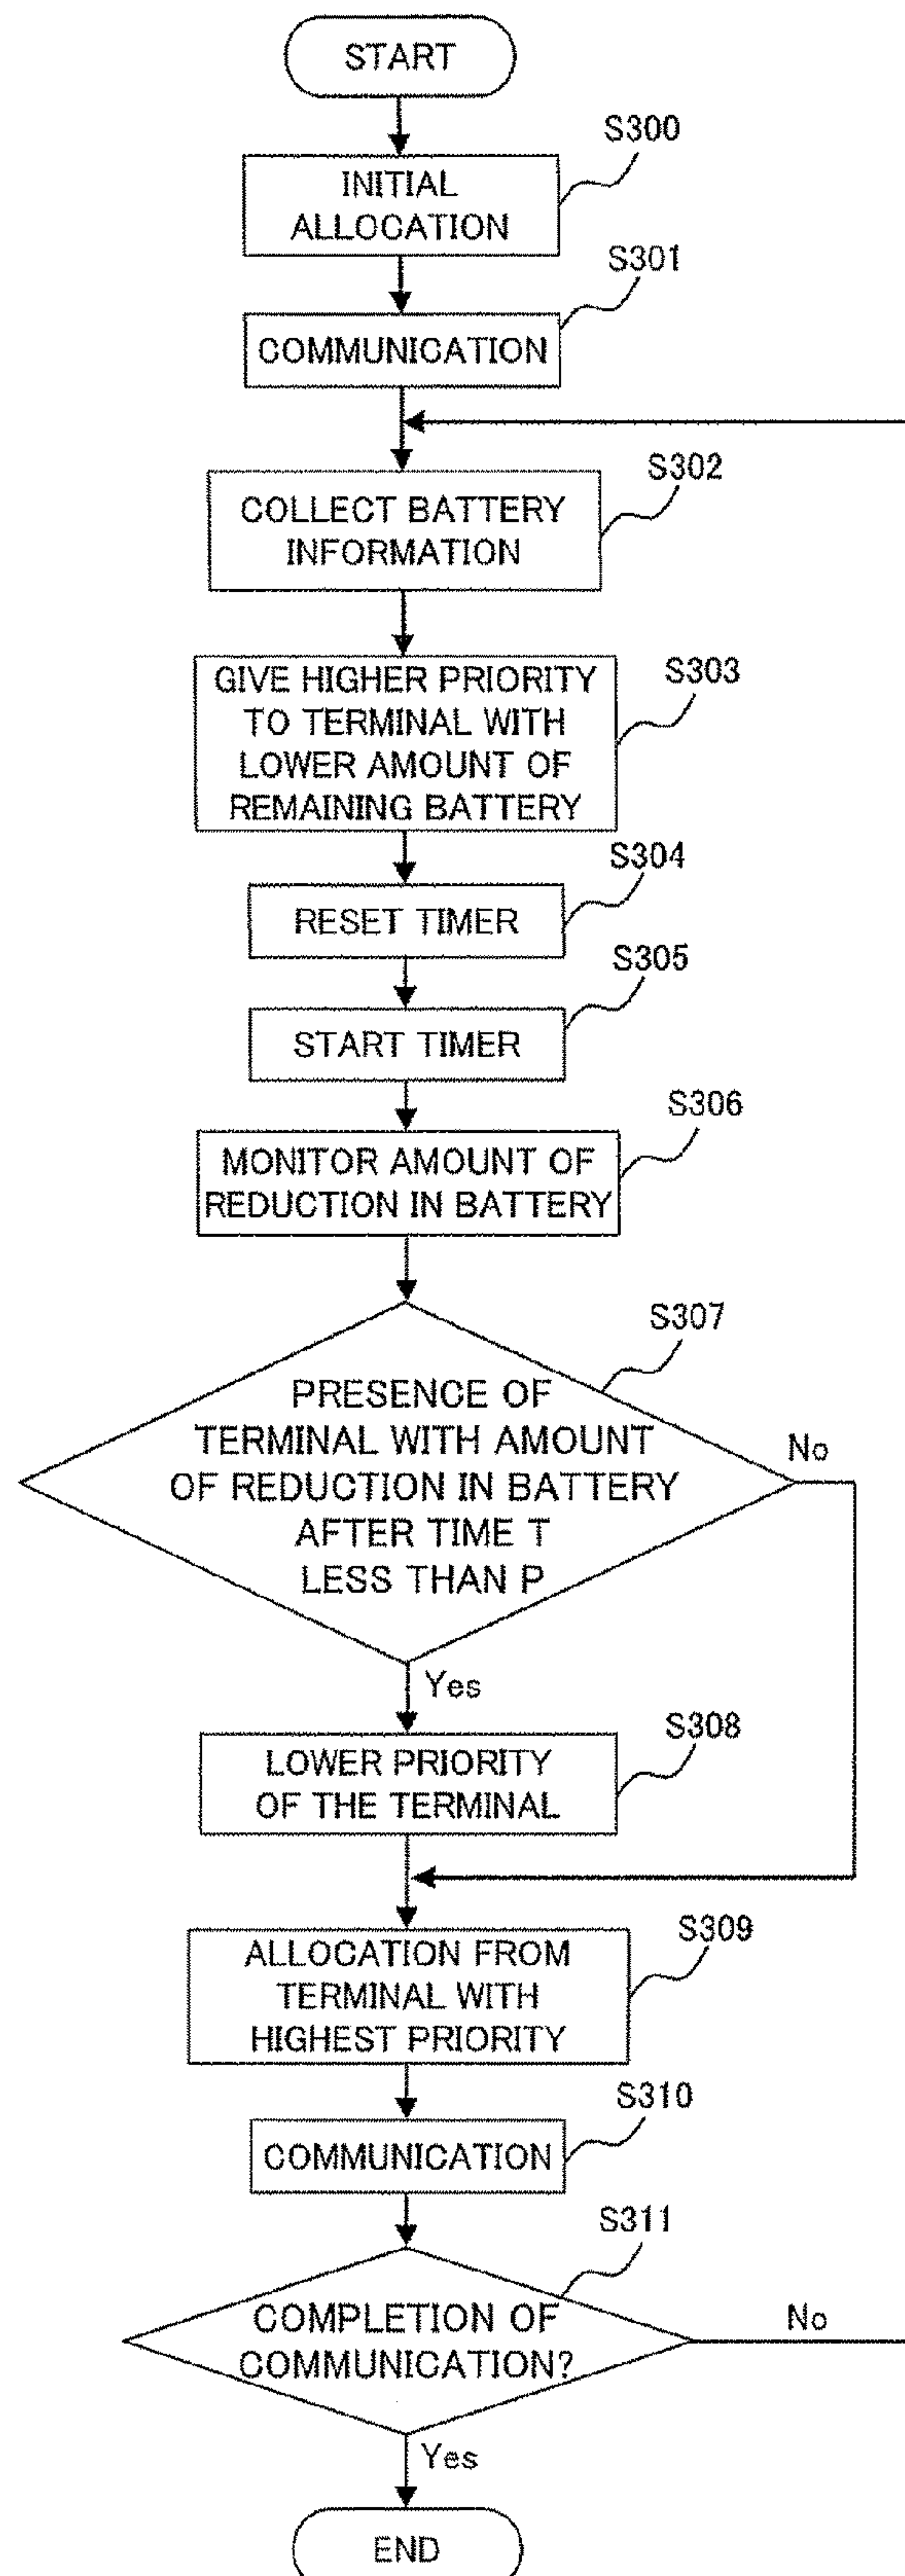 START
S300
INITIAL
ALLOCATION
S301
COMMUNICATION
S302
COLLECT BATTERY
INFORMATION
S303
GIVE HIGHER PRIORITY
TO TERMINAL WITH
LOWER AMOUNT OF
REMAINING BATTERY
S304
RESET TIMER
S305
START TIMER
S306
MONITOR AMOUNT OF
REDUCTION IN BATTERY
S307
PRESENCE OF
TERMINAL WITH AMOUNT
OF REDUCTION IN BATTERY
AFTER TIME T
LESS THAN P
No
Yes
S308
LOWER PRIORITY
OF THE TERMINAL
S309
ALLOCATION FROM
TERMINAL WITH
HIGHEST PRIORITY
S310
COMMUNICATION
S311
COMPLETION OF
COMMUNICATION?
No
Yes
END